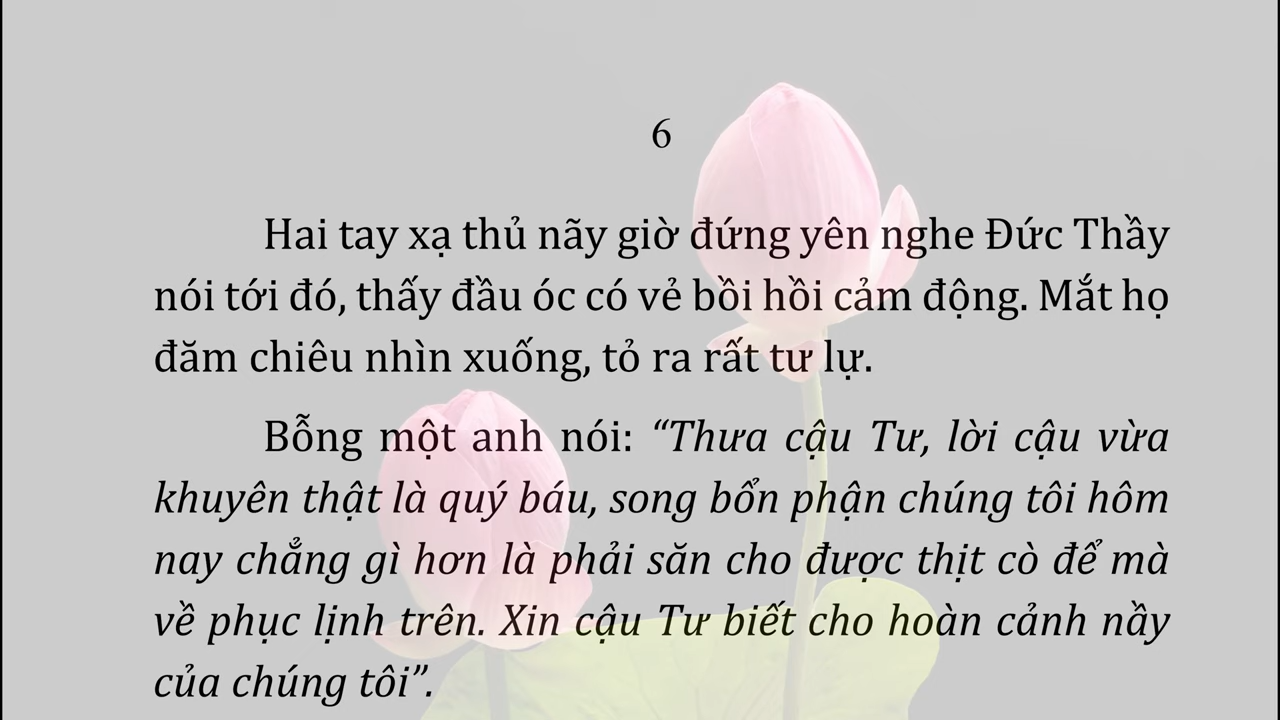 6
Hai tay xạ thủ nãy giờ đứng yên nghe Đức Thầy
nói tới đó, thấy đầu óc có vẻ bồi hồi cảm động. Mắt họ
đăm chiêu nhìn xuống, tỏ ra rất tư lự.
Bỗng một anh nói: “Thưa cậu Tư, lời cậu vừa
khuyên thật là quý báu, song bổn phận chúng tôi hôm
nay chẳng gì hơn là phải săn cho được thịt cò để mà
về phục lịnh trên. Xin cậu Tư biết cho hoàn cảnh nầy
của chúng tôi”.